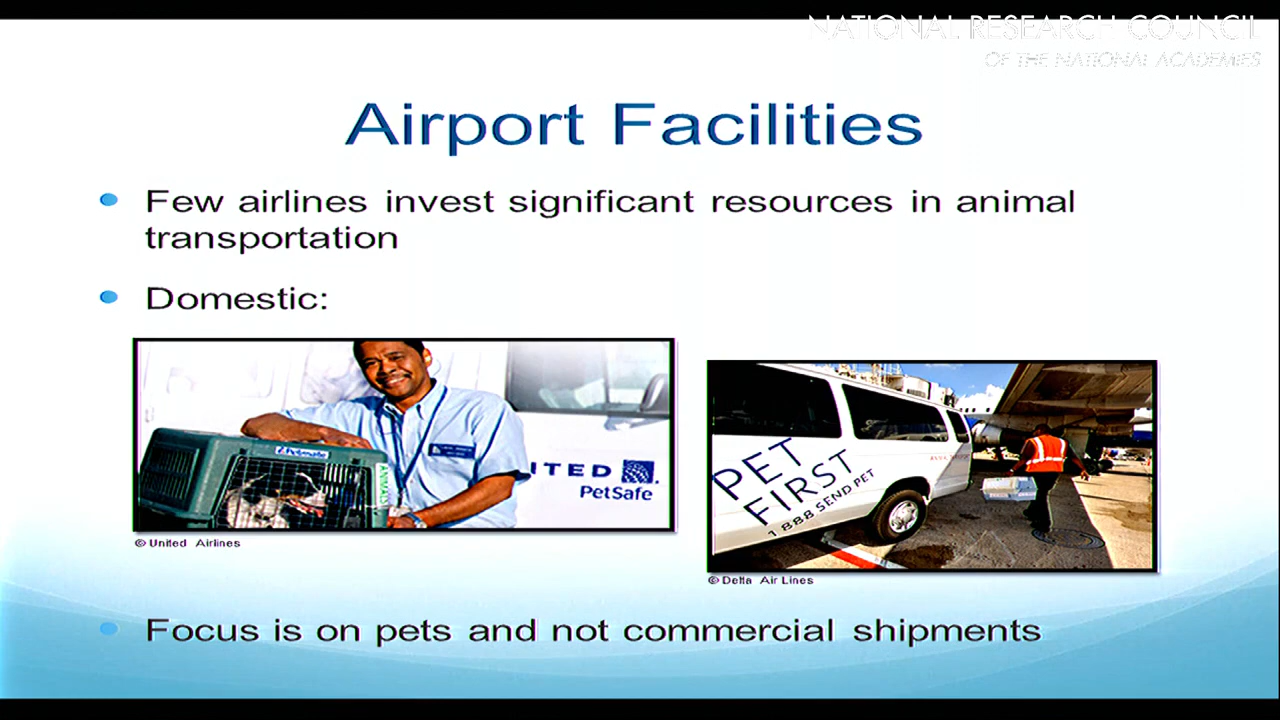 NATIONAL RESEARCH COUNCIL
OF THE NATIONAL ACADEMIES
Airport Facilities
Few airlines invest significant resources in animal
transportation
Domestic:
Petmate
ANIMALS
ITED
PetSafe
© United Airlines
PET
FIRST
1 888 SEND PET
© Delta Air Lines
Focus is on pets and not commercial shipments